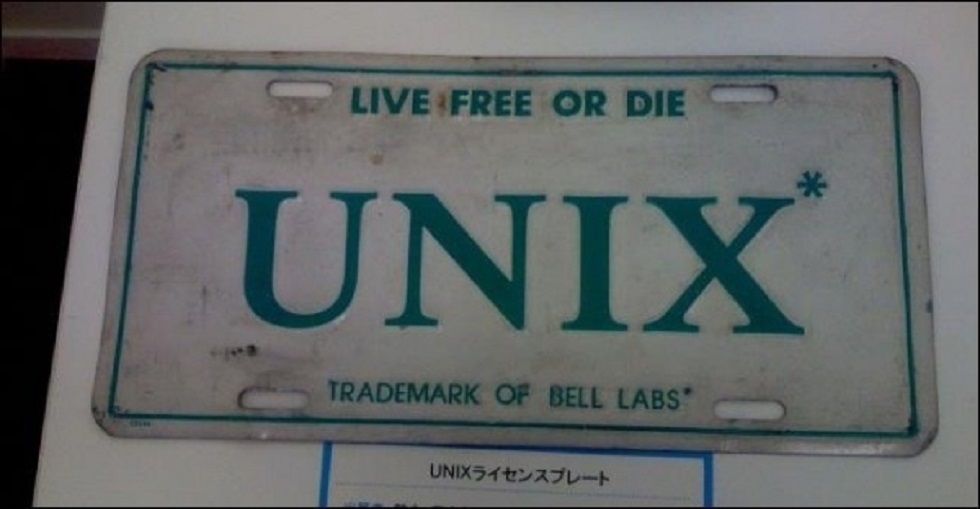 LIVE FREE OR DIE
UNIX*
TRADEMARK OF BELL LABS*
UNIXライセンスプレート